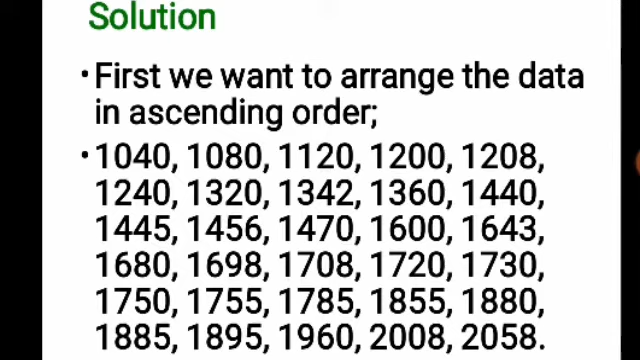 Solution
•First we want to arrange the data
in ascending order;
•1040, 1080, 1120, 1200, 1208,
1240, 1320, 1342, 1360, 1440,
1445, 1456, 1470, 1600, 1643,
1680, 1698, 1708, 1720, 1730,
1750, 1755, 1785, 1855, 1880,
1885, 1895, 1960, 2008, 2058.